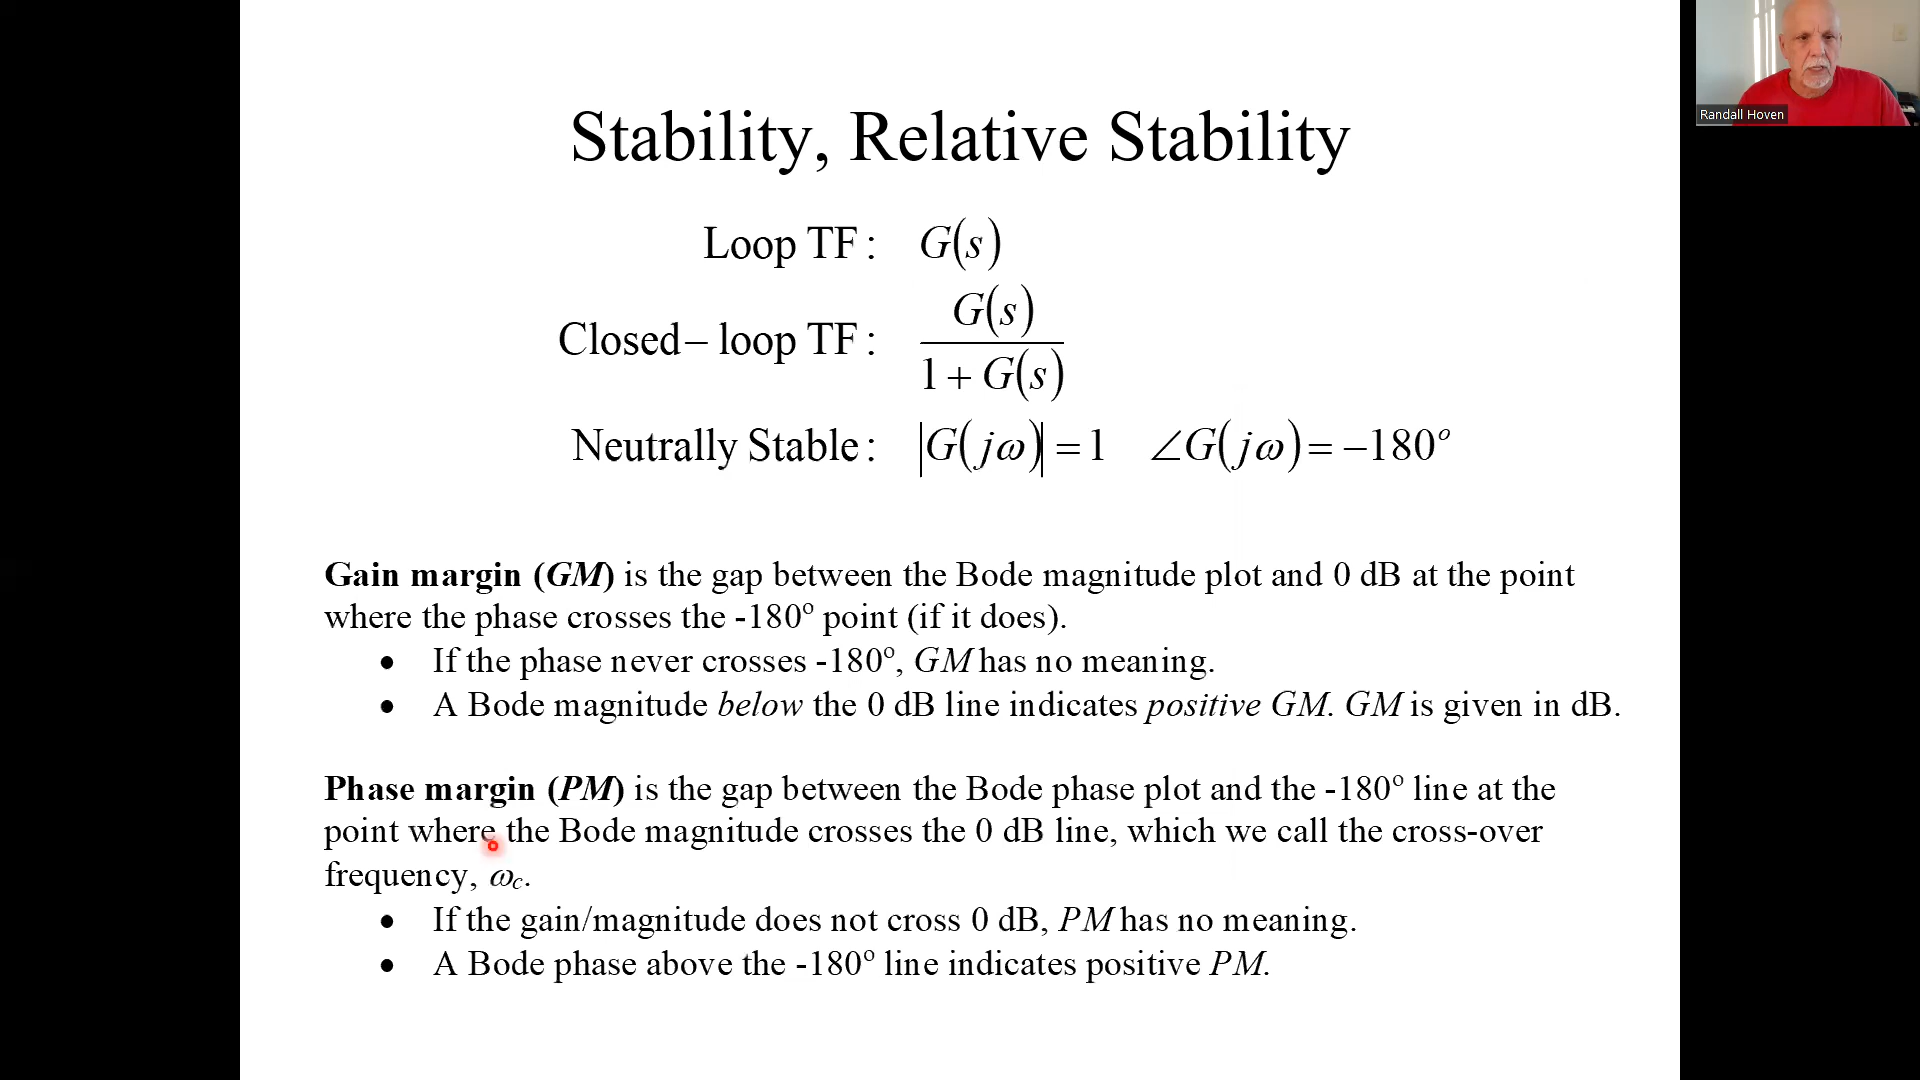 Stability, Relative Stability
Randall Hoven
Loop TF: G(s)
Closed– loop TF: G(s) / 1 + G(s)
Neutrally Stable: |G(jω)| = 1 ∠G(jω) = –180º
Gain margin (GM) is the gap between the Bode magnitude plot and 0 dB at the point
where the phase crosses the -180º point (if it does).
• If the phase never crosses -180º, GM has no meaning.
• A Bode magnitude below the 0 dB line indicates positive GM. GM is given in dB.
Phase margin (PM) is the gap between the Bode phase plot and the -180º line at the
point where the Bode magnitude crosses the 0 dB line, which we call the cross-over
frequency, ωc.
• If the gain/magnitude does not cross 0 dB, PM has no meaning.
• A Bode phase above the -180º line indicates positive PM.